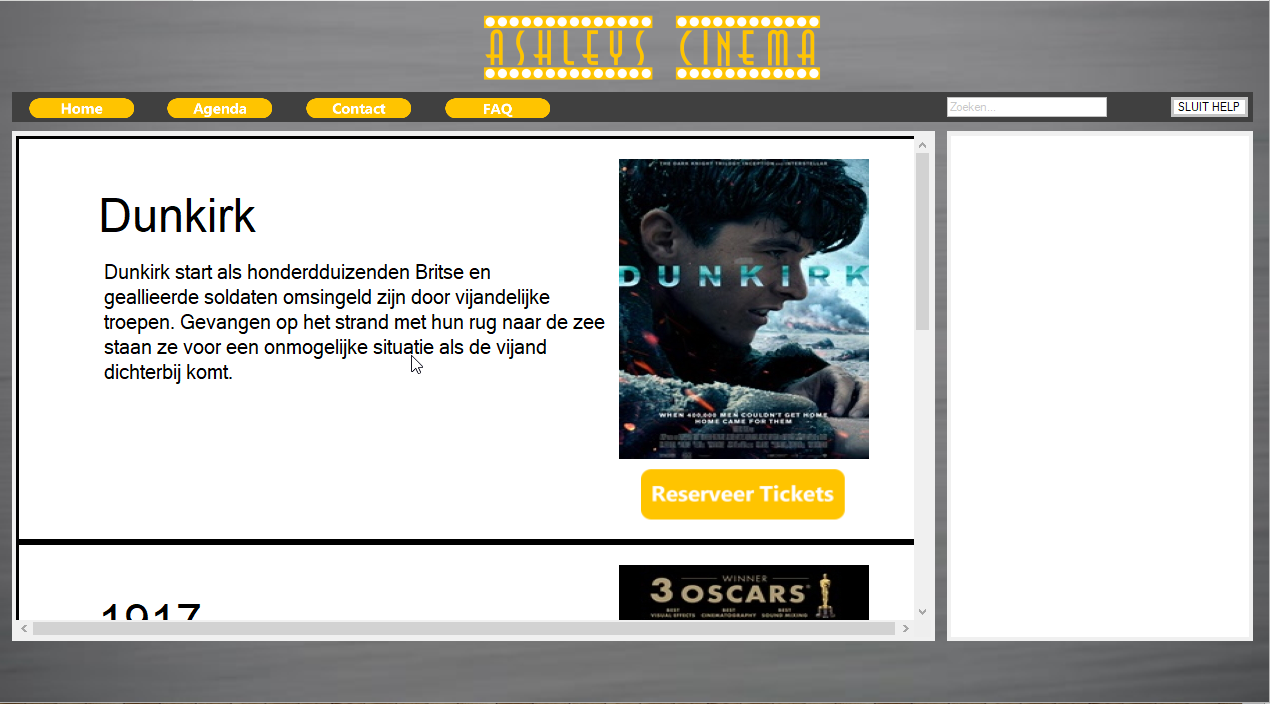 ASHLEYS CINEMA
Home
Agenda
Contact
FAQ
Zoeken...
SLUIT HELP
Dunkirk
Dunkirk start als honderdduizenden Britse en
geallieerde soldaten omsingeld zijn door vijandelijke
troepen. Gevangen op het strand met hun rug naar de zee
staan ze voor een onmogelijke situatie als de vijand
dichterbij komt.
THE DARK KNIGHT TRILOGY INCEPTION AND INTERSTELLAR
DUNKIRK
WHEN 400,000 MEN COULDN'T GET HOME
HOME CAME FOR THEM
Reserveer Tickets
1917
WINNER
3 OSCARS
BEST BEST BEST
VISUAL EFFECTS CINEMATOGRAPHY SOUND MIXING